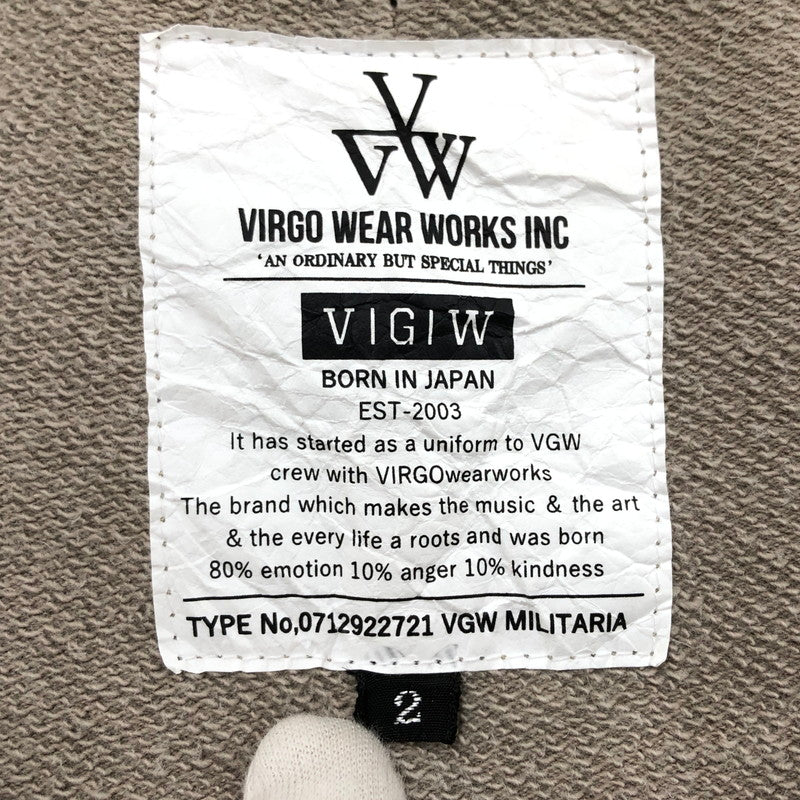 V
GW
VIRGO WEAR WORKS INC
'AN ORDINARY BUT SPECIAL THINGS'
V|G|W
BORN IN JAPAN
EST-2003
It has started as a uniform to VGW
crew with VIRGOwearworks
The brand which makes the music & the art
& the every life a roots and was born
80% emotion 10% anger 10% kindness
TYPE No,0712922721 VGW MILITARIA
2